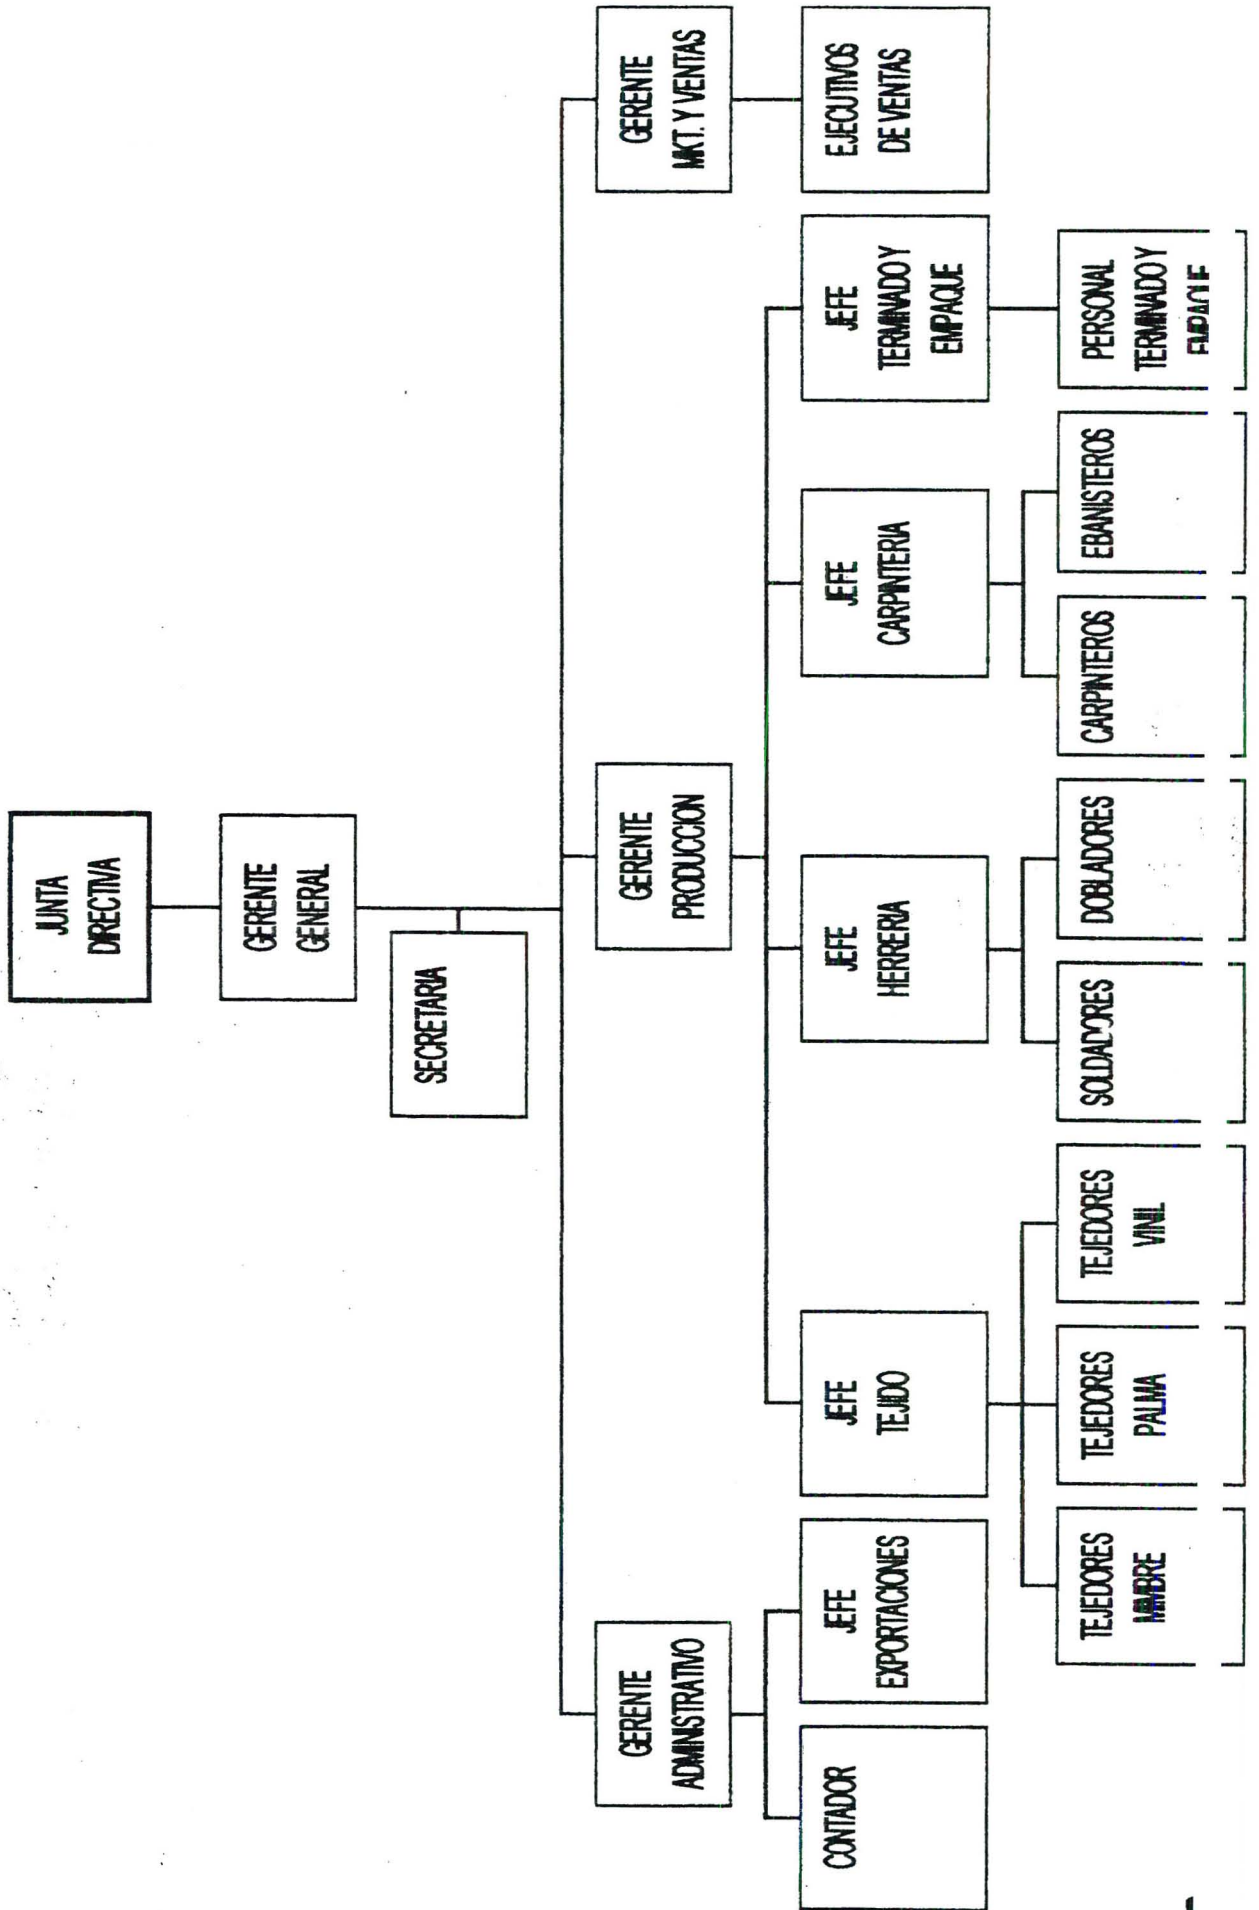 JUNTA
DIRECTIVA
GERENTE
GENERAL
SECRETARIA
GERENTE
ADMINISTRATIVO
GERENTE
PRODUCCION
GERENTE
MKT. Y VENTAS
CONTADOR
JEFE
EXPORTACIONES
JEFE
TEJIDO
JEFE
HERRERIA
JEFE
CARPINTERIA
JEFE
TERMINADO Y
EMPAQUE
EJECUTIVOS
DE VENTAS
TEJEDORES
MIMBRE
TEJEDORES
PALMA
TEJEDORES
VINIL
SOLDADORES
DOBLADORES
CARPINTEROS
EBANISTEROS
PERSONAL
TERMINADO Y
EMPAQUE